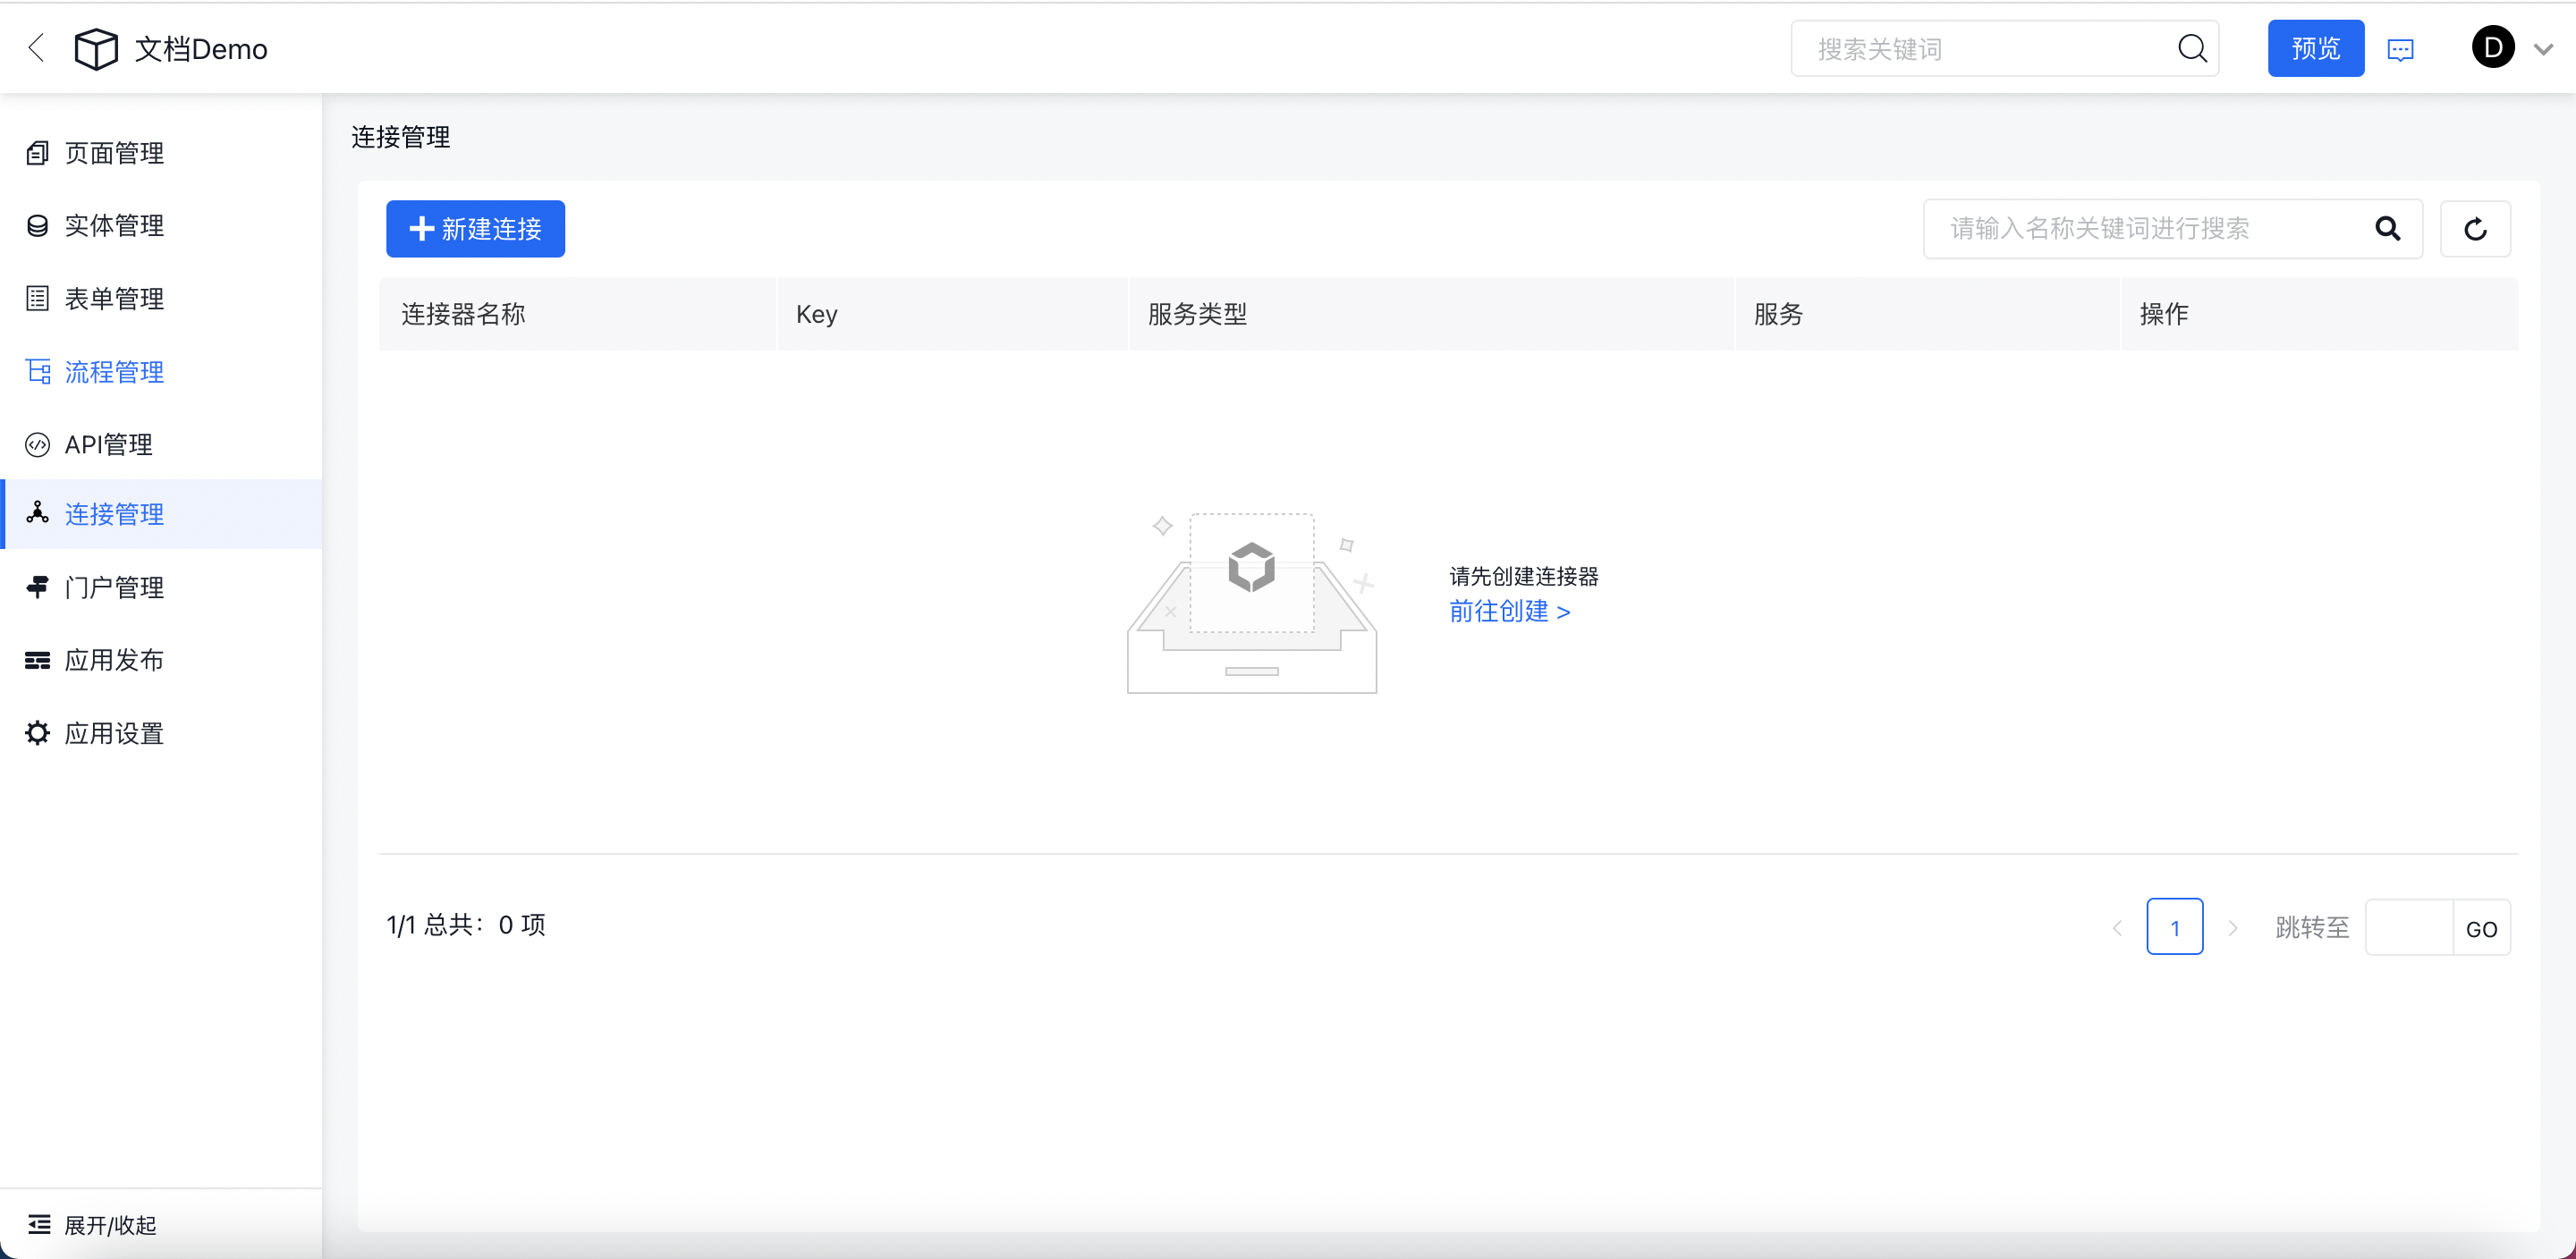 文档Demo
搜索关键词
预览
D
页面管理
实体管理
表单管理
流程管理
API管理
连接管理
门户管理
应用发布
应用设置
展开/收起
连接管理
新建连接
请输入名称关键词进行搜索
连接器名称 Key 服务类型 服务 操作
请先创建连接器
前往创建 >
1/1 总共：0 项
1
跳转至
GO